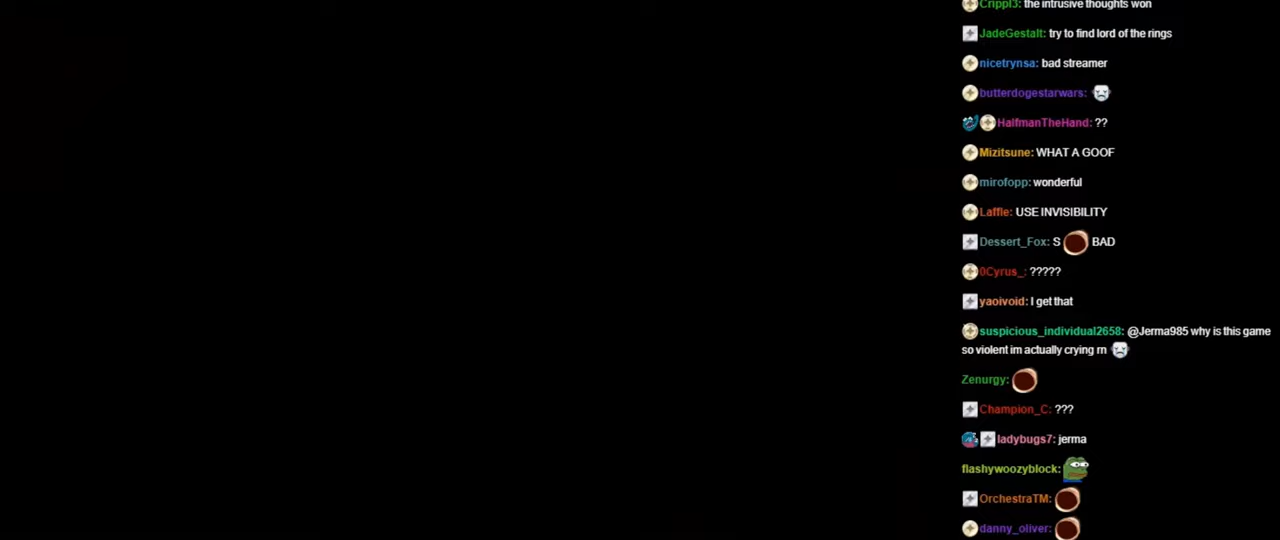 Crippl3: the intrusive thoughts won
JadeGestalt: try to find lord of the rings
nicetrynsa: bad streamer
butterdogestarwars:
HalfmanTheHand: ??
Mizitsune: WHAT A GOOF
mirofopp: wonderful
Laffle: USE INVISIBILITY
Dessert_Fox: S BAD
0Cyrus_: ?????
yaoivoid: I get that
suspicious_individual2658: @Jerma985 why is this game
so violent im actually crying rn
Zenurgy:
Champion_C: ???
ladybugs7: jerma
flashywoozyblock:
OrchestraTM:
danny_oliver: